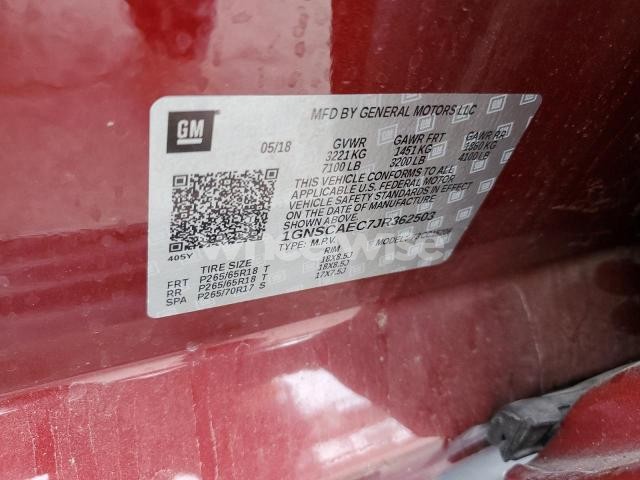 GM
MFD BY GENERAL MOTORS LLC
05/18 GVWR GAWR FRT GAWR RR
3221 KG 1451 KG 1860 KG
7100 LB 3200 LB 4100 LB
THIS VEHICLE CONFORMS TO ALL
APPLICABLE U.S. FEDERAL MOTOR
VEHICLE SAFETY STANDARDS IN EFFECT
ON THE DATE OF MANUFACTURE
SHOWN ABOVE.
1GNSCAEC7JR362503
TYPE: M.P.V. MODEL:
405Y
TIRE SIZE RIM
FRT P265/65R18 T 18X8.5J
RR P265/65R18 T 18X8.5J
SPA P265/70R17 S 17X7.5J